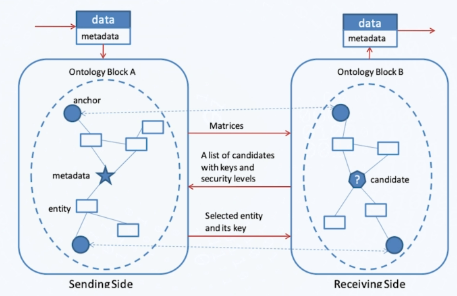 data
metadata
data
metadata
Ontology Block A
Ontology Block B
anchor
Matrices
A list of candidates
with keys and
security levels
metadata
?
candidate
entity
Selected entity
and its key
Sending Side
Receiving Side